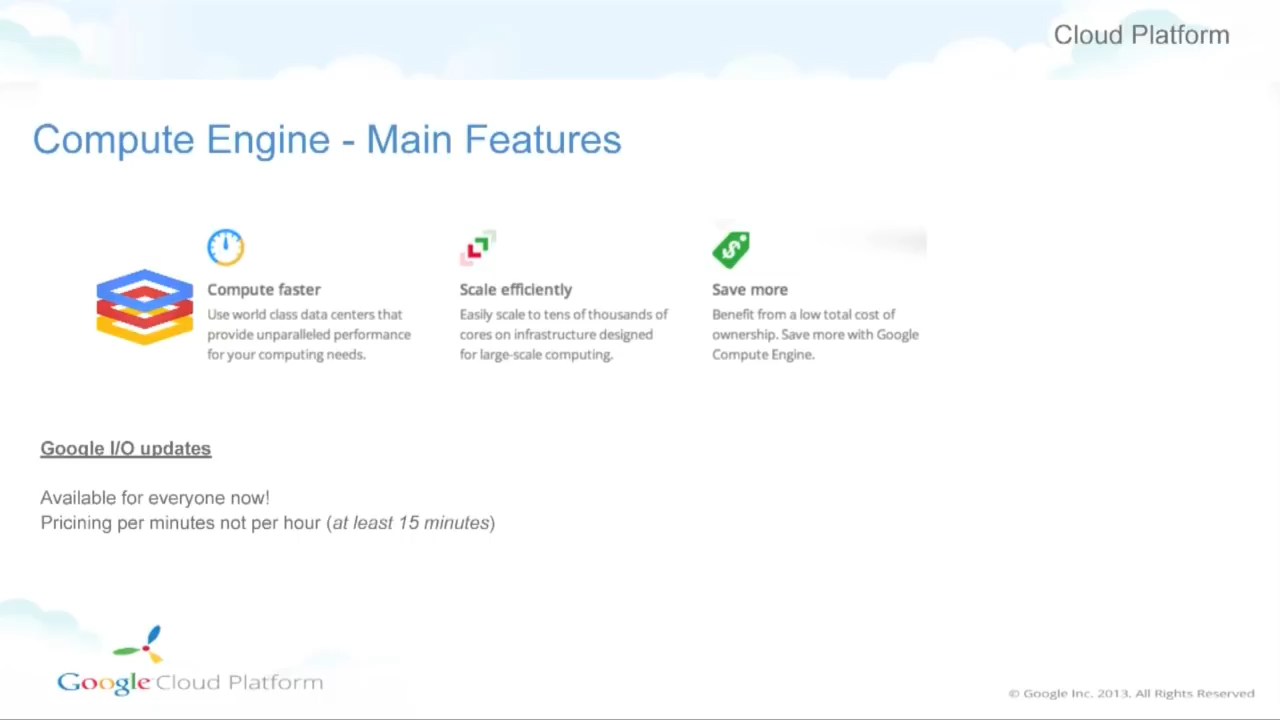 Cloud Platform
Compute Engine - Main Features
Compute faster
Use world class data centers that
provide unparalleled performance
for your computing needs.
Scale efficiently
Easily scale to tens of thousands of
cores on infrastructure designed
for large-scale computing.
Save more
Benefit from a low total cost of
ownership. Save more with Google
Compute Engine.
Google I/O updates
Available for everyone now!
Pricining per minutes not per hour (at least 15 minutes)
Google Cloud Platform
© Google Inc. 2013. All Rights Reserved